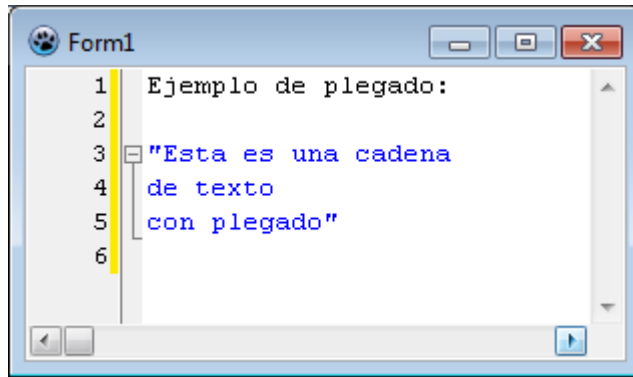 Form1
1 Ejemplo de plegado:
2
3 "Esta es una cadena
4 de texto
5 con plegado"
6